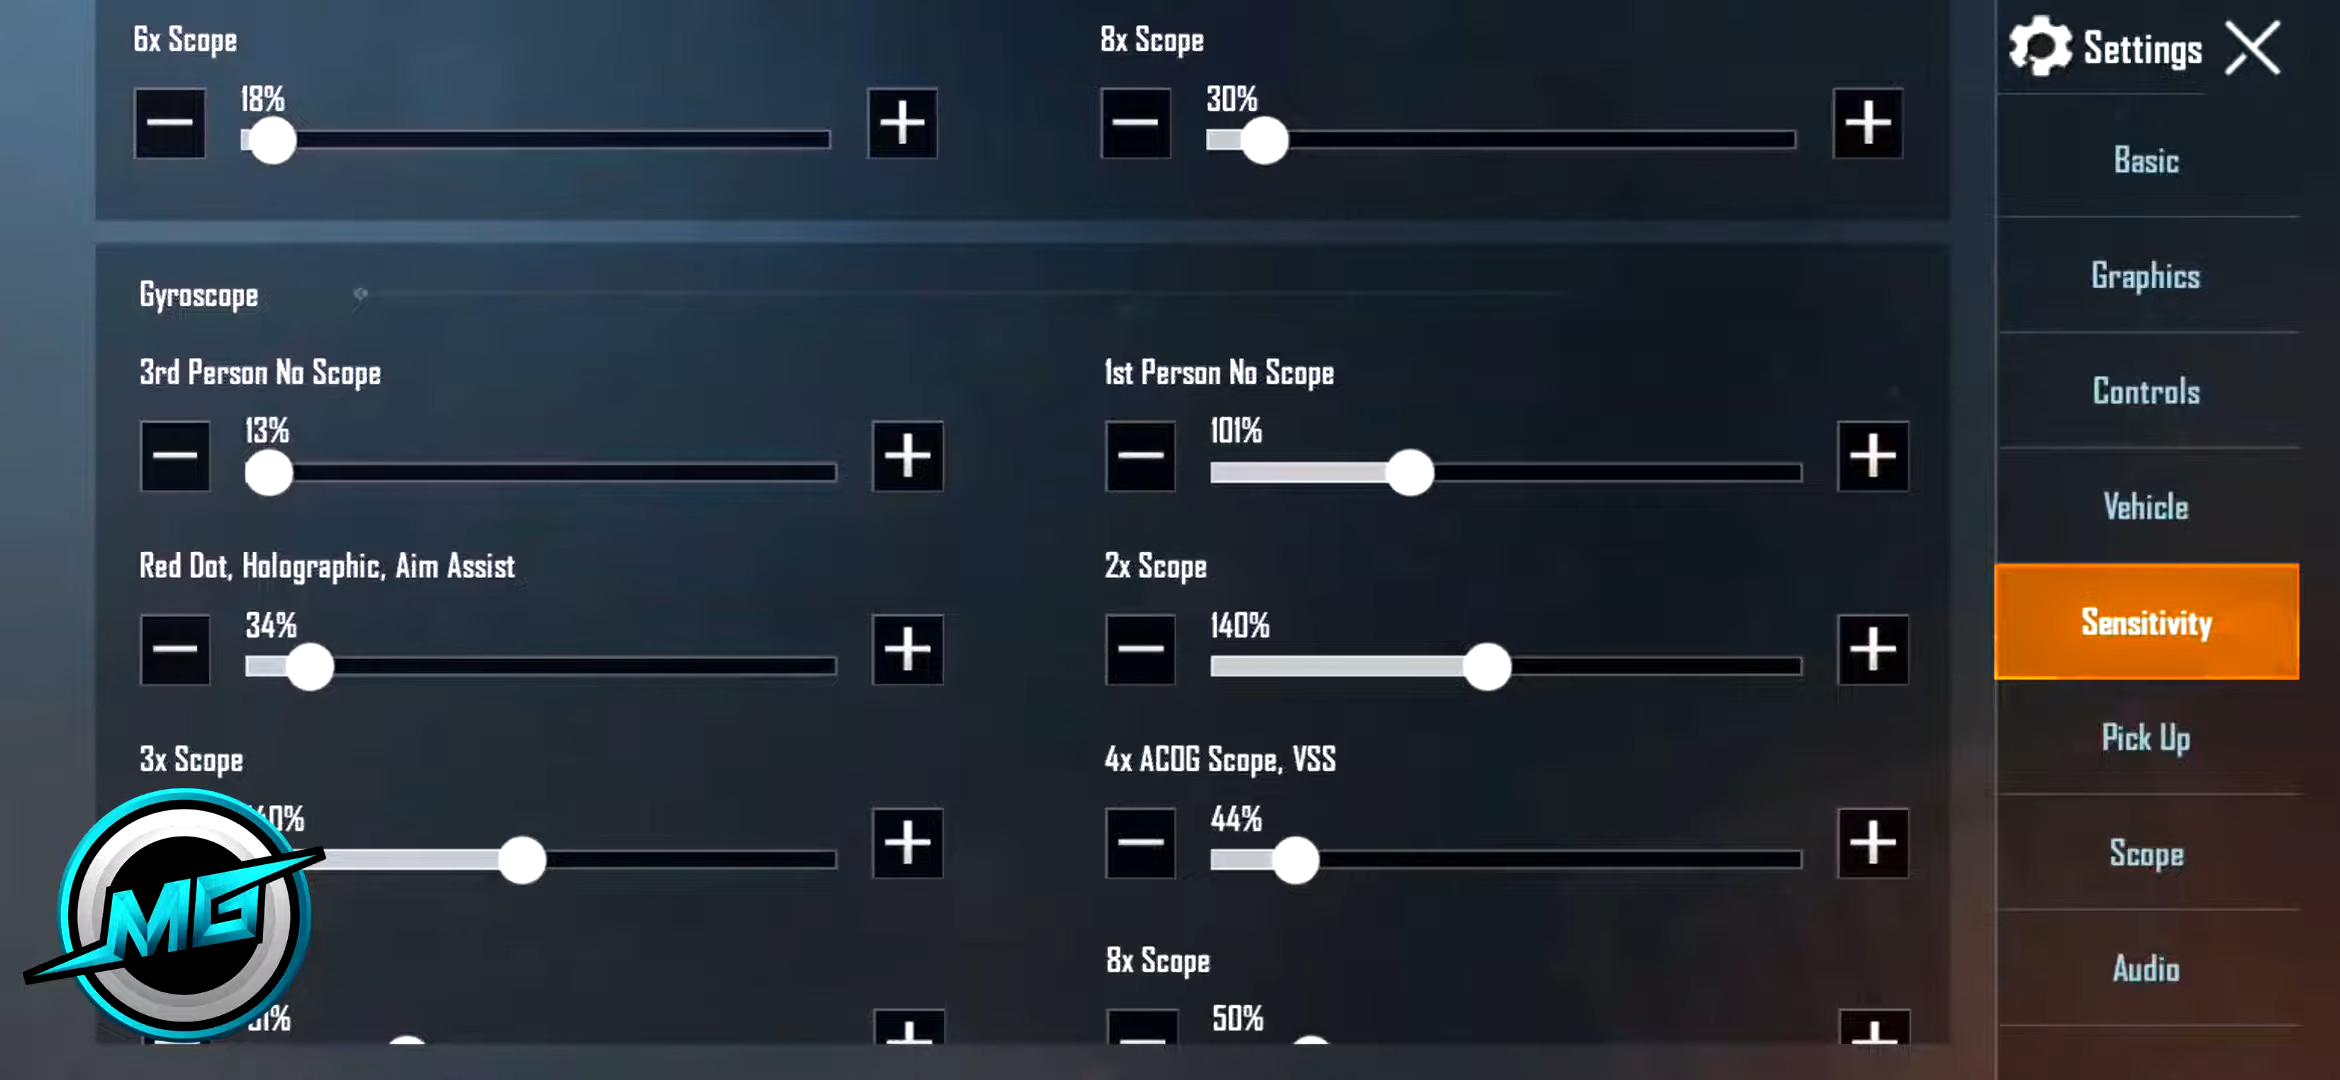 6x Scope
8x Scope
18%
30%
Settings
Basic
Graphics
Controls
Vehicle
Sensitivity
Pick Up
Scope
Audio
Gyroscope
3rd Person No Scope
1st Person No Scope
13%
101%
Red Dot, Holographic, Aim Assist
2x Scope
34%
140%
3x Scope
4x ACOG Scope, VSS
44%
8x Scope
50%
MG